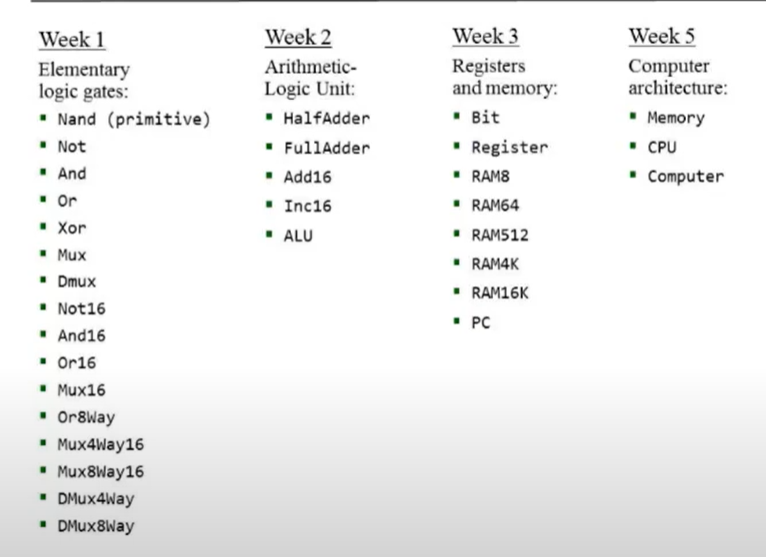 Week 1
Elementary
logic gates:
▪ Nand (primitive)
▪ Not
▪ And
▪ Or
▪ Xor
▪ Mux
▪ Dmux
▪ Not16
▪ And16
▪ Or16
▪ Mux16
▪ Or8Way
▪ Mux4Way16
▪ Mux8Way16
▪ DMux4Way
▪ DMux8Way
Week 2
Arithmetic-
Logic Unit:
▪ HalfAdder
▪ FullAdder
▪ Add16
▪ Inc16
▪ ALU
Week 3
Registers
and memory:
▪ Bit
▪ Register
▪ RAM8
▪ RAM64
▪ RAM512
▪ RAM4K
▪ RAM16K
▪ PC
Week 5
Computer
architecture:
▪ Memory
▪ CPU
▪ Computer